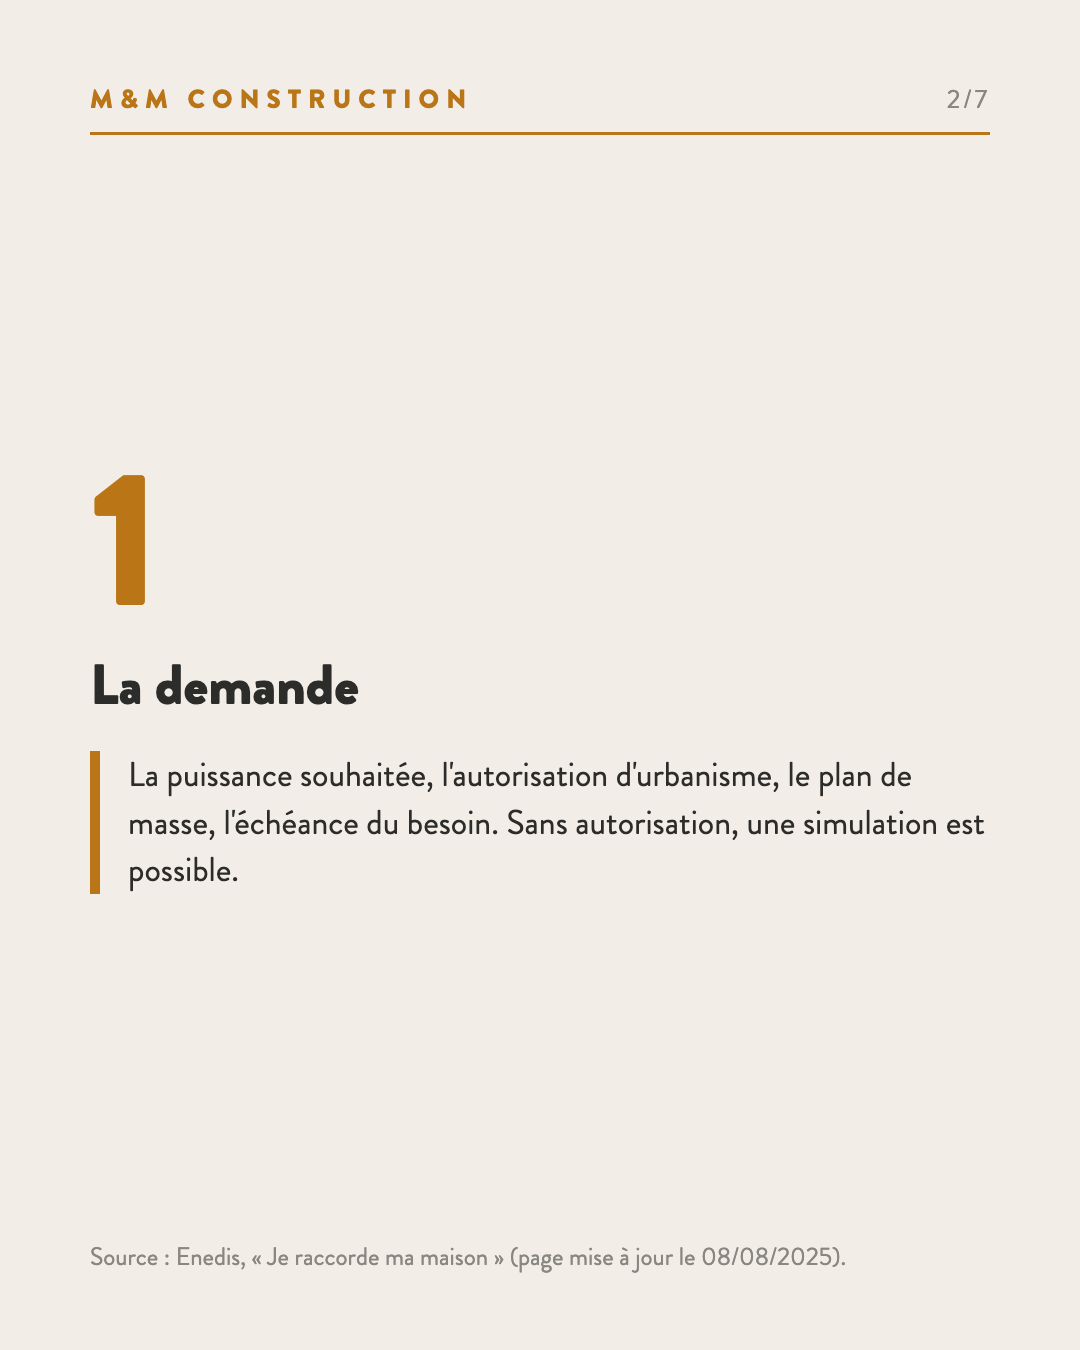 M&M CONSTRUCTION
2/7
1
La demande
La puissance souhaitée, l'autorisation d'urbanisme, le plan de
masse, l'échéance du besoin. Sans autorisation, une simulation est
possible.
Source : Enedis, « Je raccorde ma maison » (page mise à jour le 08/08/2025).